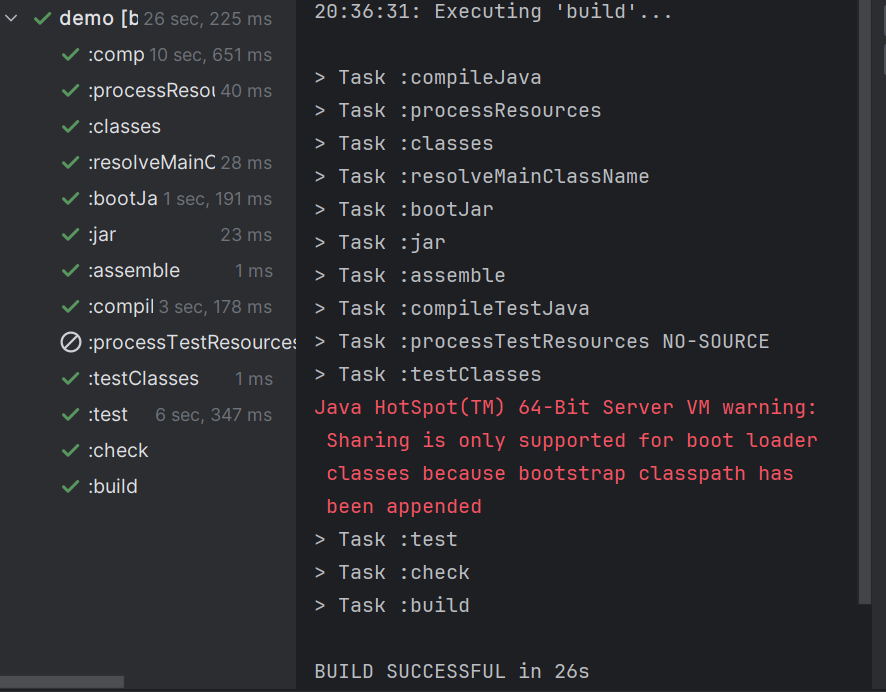 demo [b 26 sec, 225 ms
:comp 10 sec, 651 ms
:processResou 40 ms
:classes
:resolveMainC 28 ms
:bootJa 1 sec, 191 ms
:jar 23 ms
:assemble 1 ms
:compil 3 sec, 178 ms
:processTestResources
:testClasses 1 ms
:test 6 sec, 347 ms
:check
:build
20:36:31: Executing 'build'...
> Task :compileJava
> Task :processResources
> Task :classes
> Task :resolveMainClassName
> Task :bootJar
> Task :jar
> Task :assemble
> Task :compileTestJava
> Task :processTestResources NO-SOURCE
> Task :testClasses
Java HotSpot(TM) 64-Bit Server VM warning:
Sharing is only supported for boot loader
classes because bootstrap classpath has
been appended
> Task :test
> Task :check
> Task :build
BUILD SUCCESSFUL in 26s